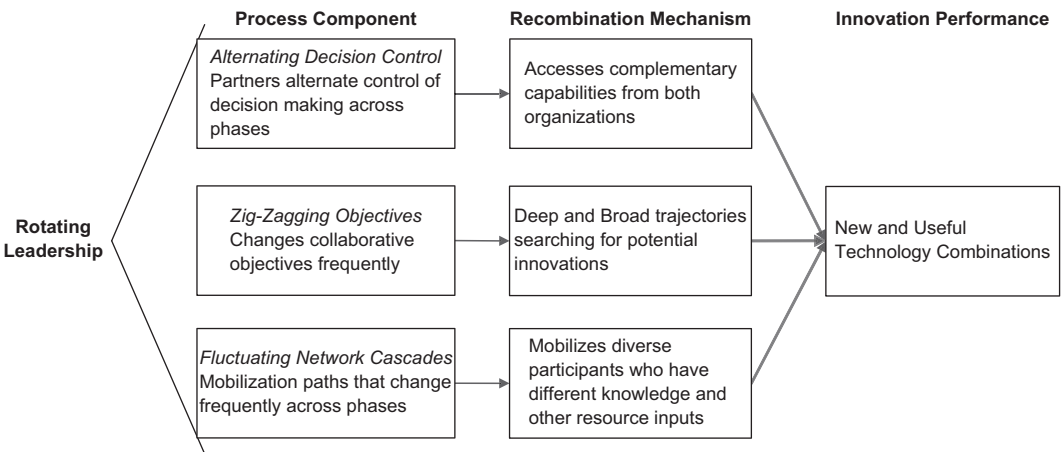 Process Component
Recombination Mechanism
Innovation Performance
Rotating
Leadership
Alternating Decision Control
Partners alternate control of
decision making across
phases
Accesses complementary
capabilities from both
organizations
Zig-Zagging Objectives
Changes collaborative
objectives frequently
Deep and Broad trajectories
searching for potential
innovations
New and Useful
Technology Combinations
Fluctuating Network Cascades
Mobilization paths that change
frequently across phases
Mobilizes diverse
participants who have
different knowledge and
other resource inputs